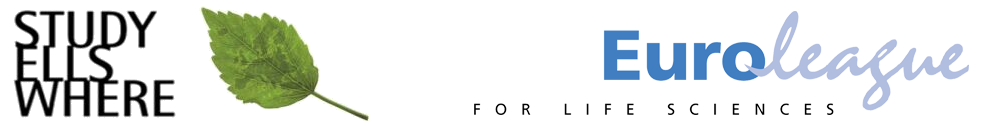 STUDY
ELLS
WHERE
Euroleague
FOR LIFE SCIENCES